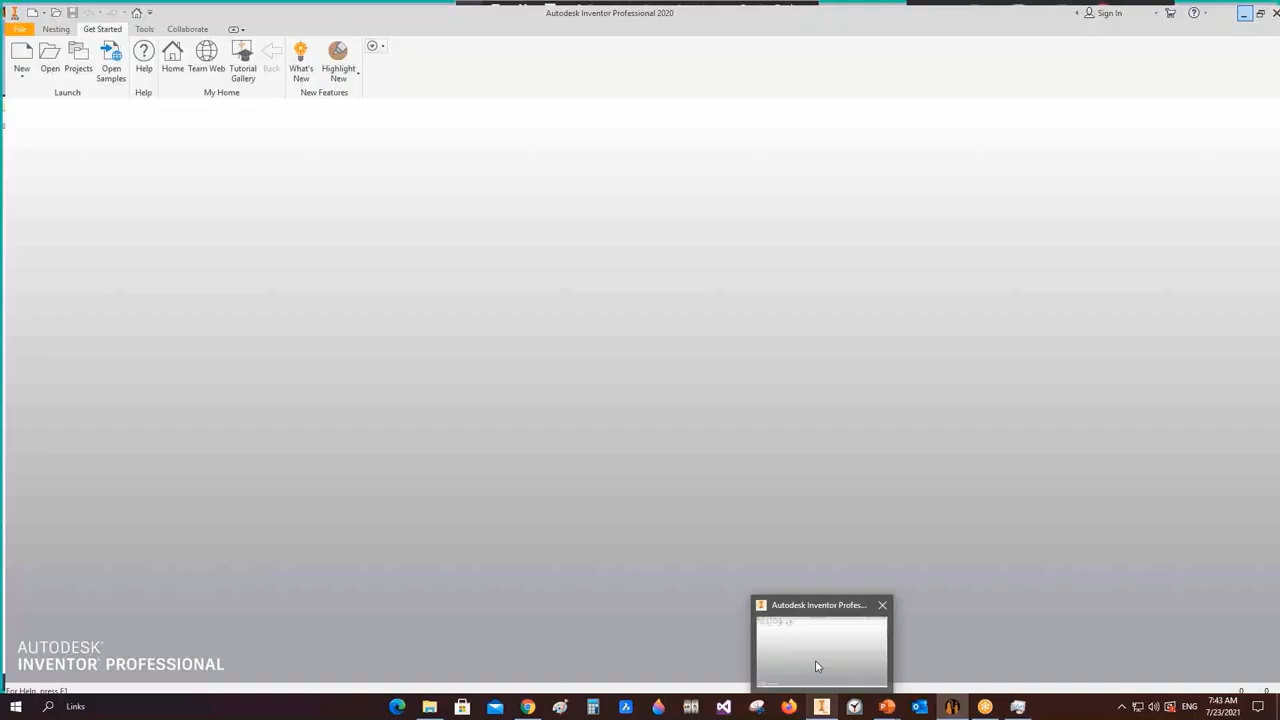 Autodesk Inventor Professional 2020
Sign In
File
Nesting
Get Started
Tools
Collaborate
New
Open
Projects
Open
Samples
Help
Home
Team Web
Tutorial
Gallery
Back
What's
New
Highlight
New
Launch
Help
My Home
New Features
AUTODESK®
INVENTOR® PROFESSIONAL
Autodesk Inventor Profes...
For Help, press F1
0 0
Links
ENG
7:43 AM
7/23/2021